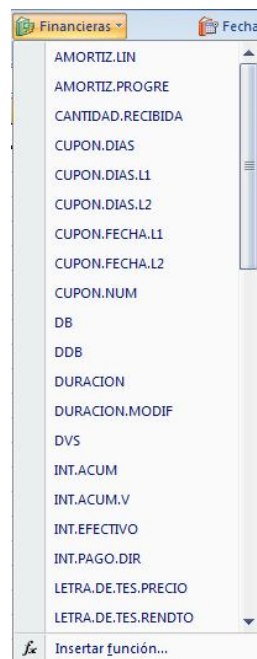 Financieras Fecha
AMORTIZ.LIN
AMORTIZ.PROGRE
CANTIDAD.RECIBIDA
CUPON.DIAS
CUPON.DIAS.L1
CUPON.DIAS.L2
CUPON.FECHA.L1
CUPON.FECHA.L2
CUPON.NUM
DB
DDB
DURACION
DURACION.MODIF
DVS
INT.ACUM
INT.ACUM.V
INT.EFECTIVO
INT.PAGO.DIR
LETRA.DE.TES.PRECIO
LETRA.DE.TES.RENDTO
fx Insertar función...